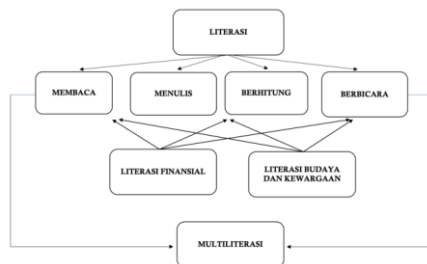 LITERASI
MEMBACA
MENULIS
BERHITUNG
BERBICARA
LITERASI FINANSIAL
LITERASI BUDAYA
DAN KEWARGAAN
MULTILITERASI